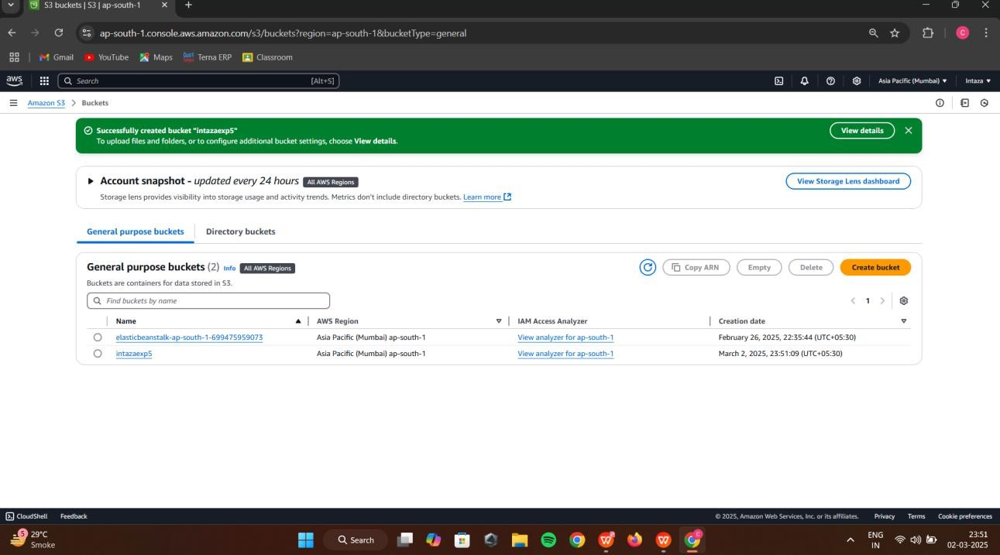 S3 buckets | S3 | ap-south-1
ap-south-1.console.aws.amazon.com/s3/buckets?region=ap-south-1&bucketType=general
C
Gmail YouTube Maps Terna ERP Classroom
aws Search [Alt+S] Asia Pacific (Mumbai) Intaza
Amazon S3 > Buckets
Successfully created bucket "intazaexp5" View details
To upload files and folders, or to configure additional bucket settings, choose View details.
Account snapshot - updated every 24 hours All AWS Regions View Storage Lens dashboard
Storage lens provides visibility into storage usage and activity trends. Metrics don't include directory buckets. Learn more
General purpose buckets Directory buckets
General purpose buckets (2) Info All AWS Regions Copy ARN Empty Delete Create bucket
Buckets are containers for data stored in S3.
Find buckets by name 1
Name AWS Region IAM Access Analyzer Creation date
elasticbeanstalk-ap-south-1-699475959073 Asia Pacific (Mumbai) ap-south-1 View analyzer for ap-south-1 February 26, 2025, 22:35:44 (UTC+05:30)
intazaexp5 Asia Pacific (Mumbai) ap-south-1 View analyzer for ap-south-1 March 2, 2025, 23:51:09 (UTC+05:30)
CloudShell Feedback © 2025, Amazon Web Services, Inc. or its affiliates. Privacy Terms Cookie preferences
5 29°C Search ENG 23:51
Smoke IN 02-03-2025